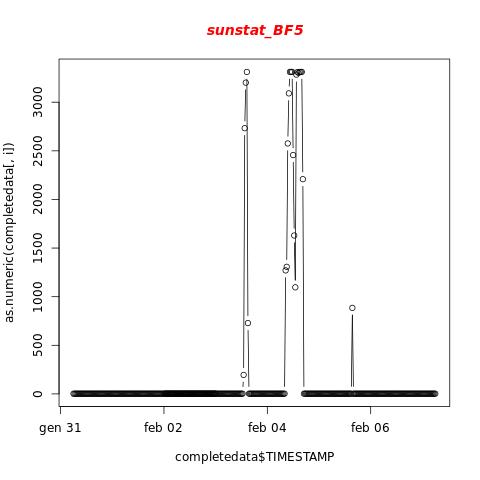 sunstat_BF5
as.numeric(completedata[, i])
3000
2500
2000
1500
1000
500
0
gen 31 feb 02 feb 04 feb 06
completedata$TIMESTAMP